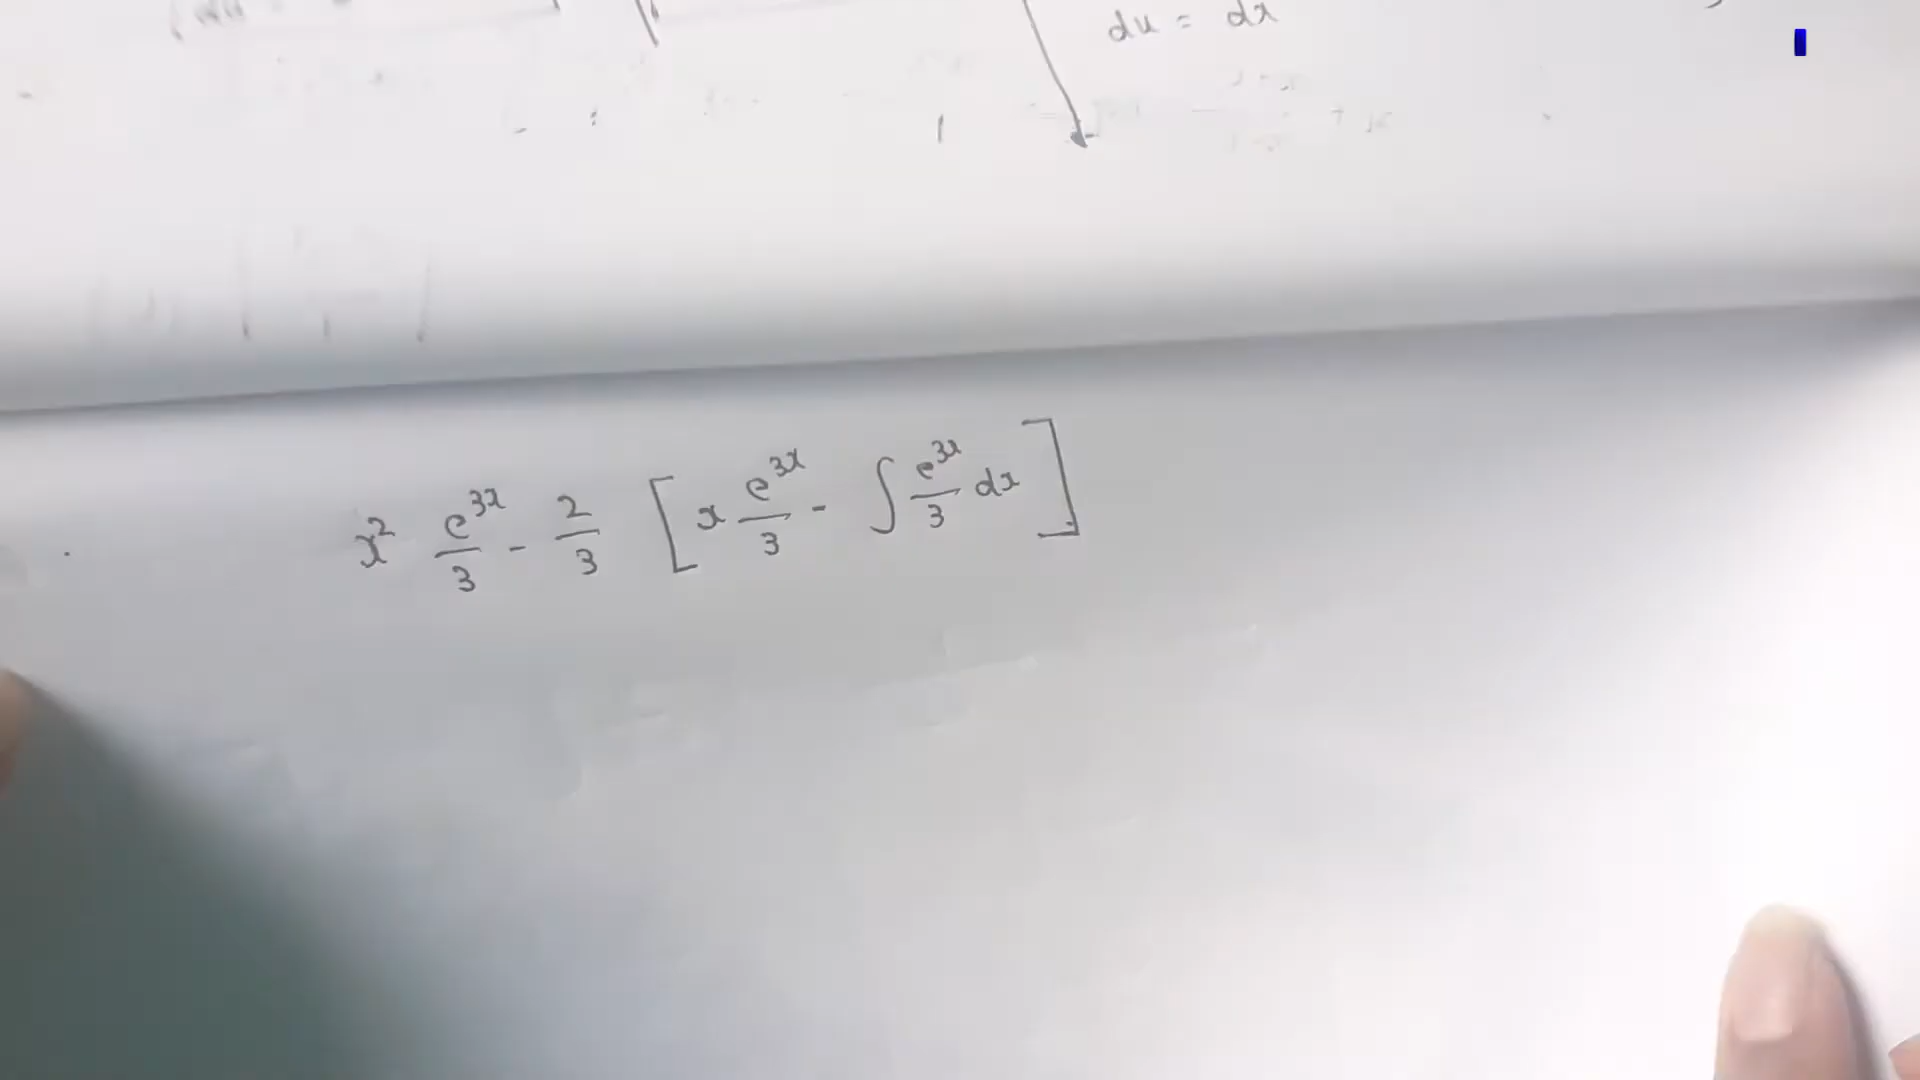 du = dx
x² e^{3x}/3 - 2/3 [ x e^{3x}/3 - ∫ e^{3x}/3 dx ]